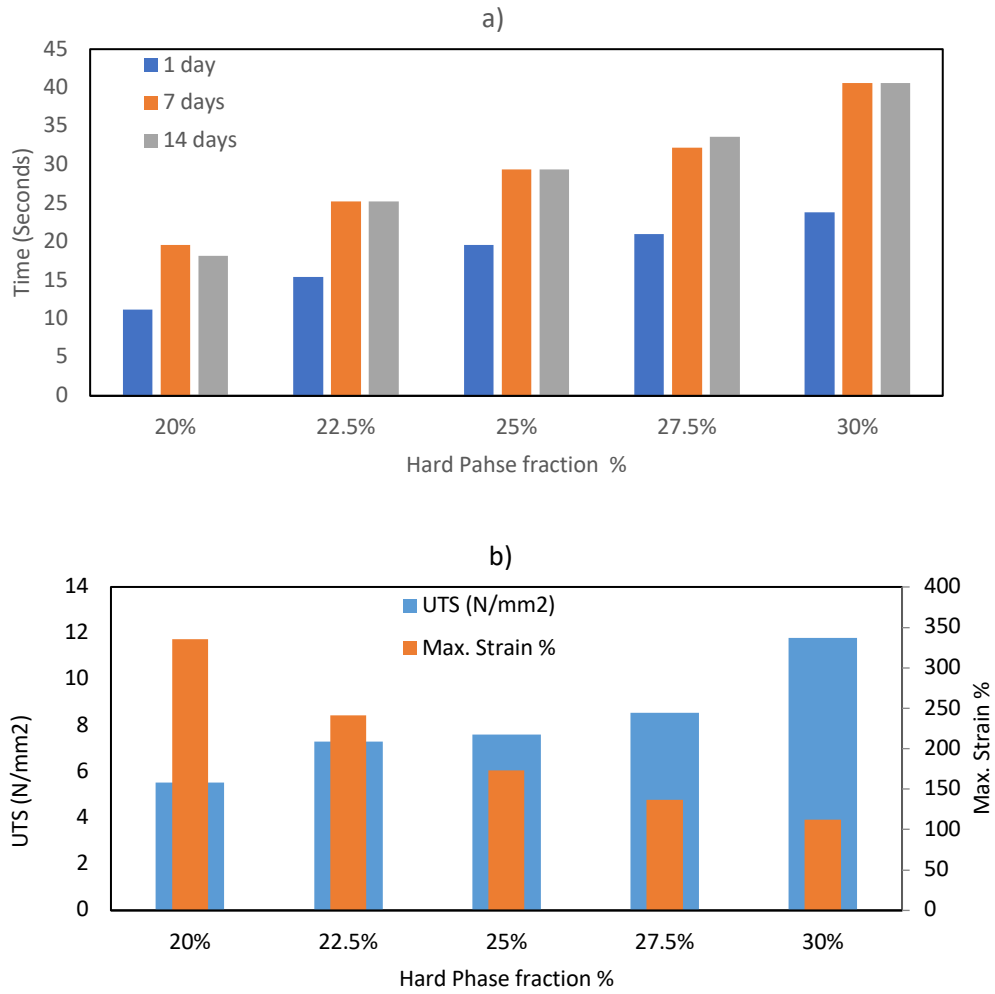 a)
45
40
35
30
25
20
15
10
5
0
Time (Seconds)
1 day
7 days
14 days
20% 22.5% 25% 27.5% 30%
Hard Pahse fraction %
b)
14
12
10
8
6
4
2
0
UTS (N/mm2)
UTS (N/mm2)
Max. Strain %
400
350
300
250
200
150
100
50
0
Max. Strain %
20% 22.5% 25% 27.5% 30%
Hard Phase fraction %